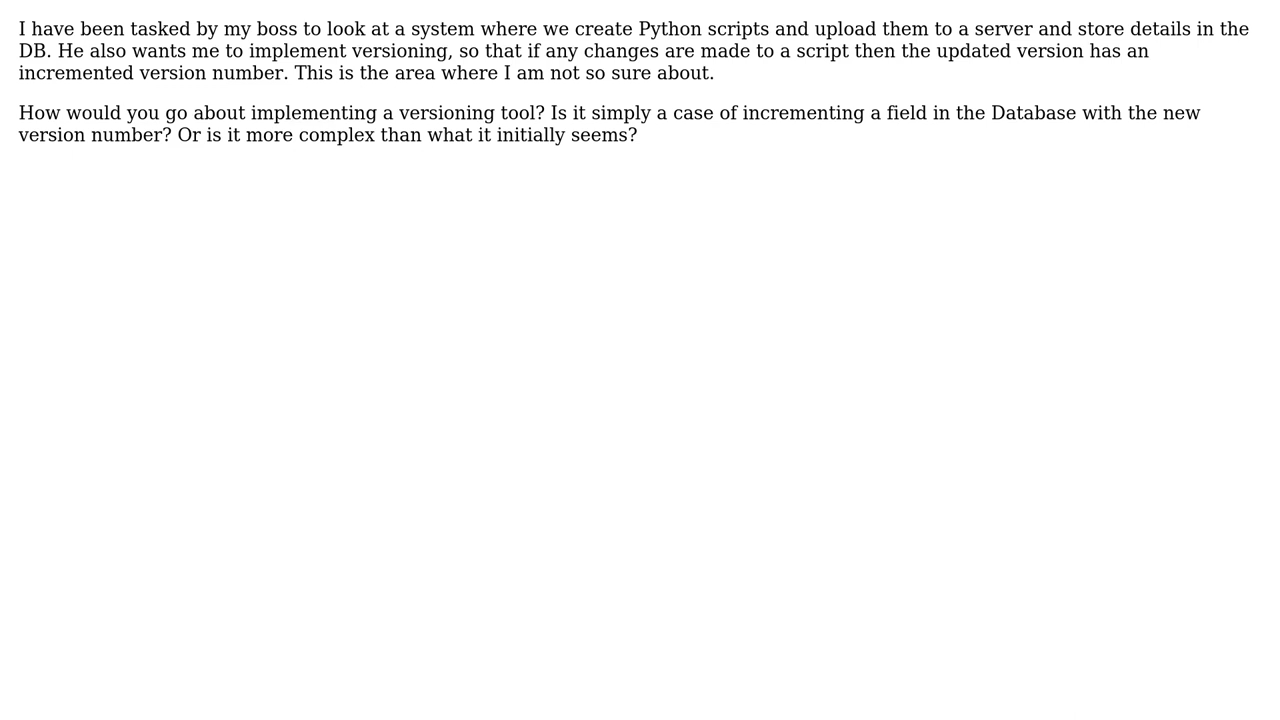 I have been tasked by my boss to look at a system where we create Python scripts and upload them to a server and store details in the
DB. He also wants me to implement versioning, so that if any changes are made to a script then the updated version has an
incremented version number. This is the area where I am not so sure about.
How would you go about implementing a versioning tool? Is it simply a case of incrementing a field in the Database with the new
version number? Or is it more complex than what it initially seems?